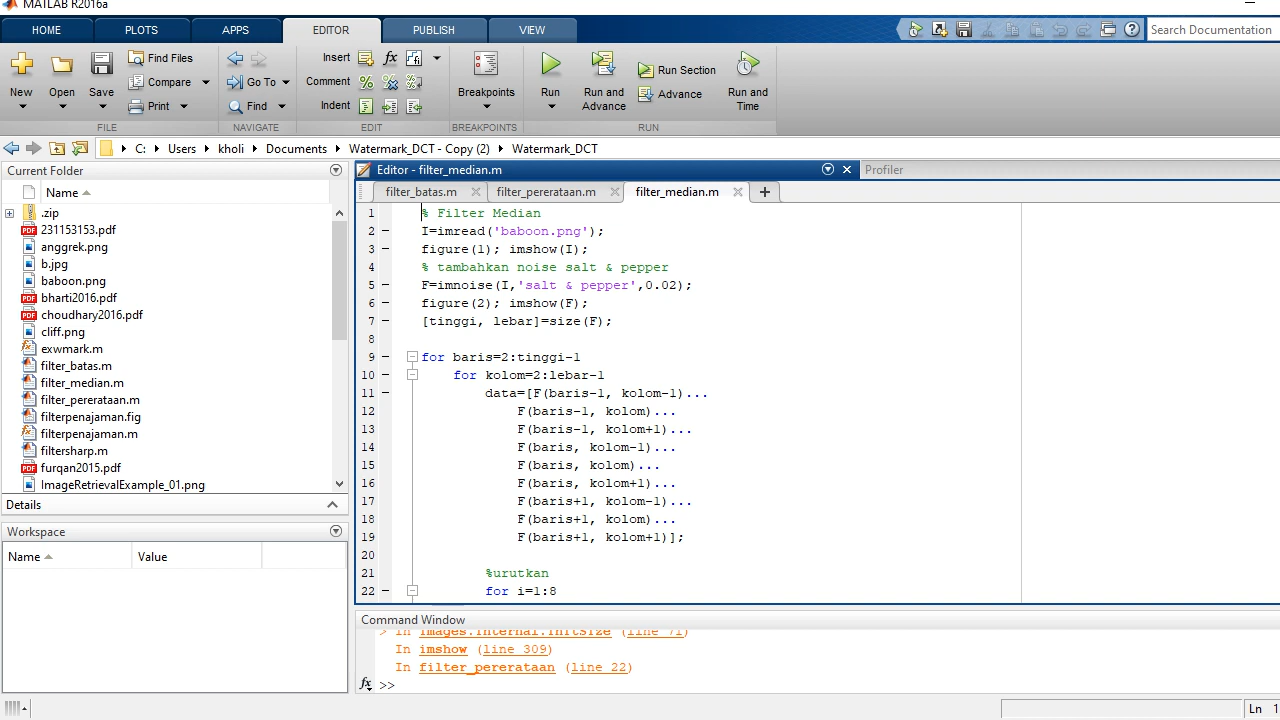 MATLAB R2016a
HOME PLOTS APPS EDITOR PUBLISH VIEW
Search Documentation
New Open Save Find Files Compare Print
Go To Find
Insert fx
Comment
Indent
Breakpoints
Run Run and Advance Run Section Advance Run and Time
FILE NAVIGATE EDIT BREAKPOINTS RUN
C: Users kholi Documents Watermark_DCT - Copy (2) Watermark_DCT
Current Folder
Name
.zip
231153153.pdf
anggrek.png
b.jpg
baboon.png
bharti2016.pdf
choudhary2016.pdf
cliff.png
exwmark.m
filter_batas.m
filter_median.m
filter_pererataan.m
filterpenajaman.fig
filterpenajaman.m
filtersharp.m
furqan2015.pdf
ImageRetrievalExample_01.png
Details
Workspace
Name Value
Editor - filter_median.m
Profiler
filter_batas.m filter_pererataan.m filter_median.m
1 % Filter Median
2 I=imread('baboon.png');
3 figure(1); imshow(I);
4 % tambahkan noise salt & pepper
5 F=imnoise(I,'salt & pepper',0.02);
6 figure(2); imshow(F);
7 [tinggi, lebar]=size(F);
8
9 for baris=2:tinggi-1
10 for kolom=2:lebar-1
11 data=[F(baris-1, kolom-1)...
12 F(baris-1, kolom)...
13 F(baris-1, kolom+1)...
14 F(baris, kolom-1)...
15 F(baris, kolom)...
16 F(baris, kolom+1)...
17 F(baris+1, kolom-1)...
18 F(baris+1, kolom)...
19 F(baris+1, kolom+1)];
20
21 %urutkan
22 for i=1:8
Command Window
> In images.internal.initSize (line 71)
In imshow (line 309)
In filter_pererataan (line 22)
fx >>
Ln 1